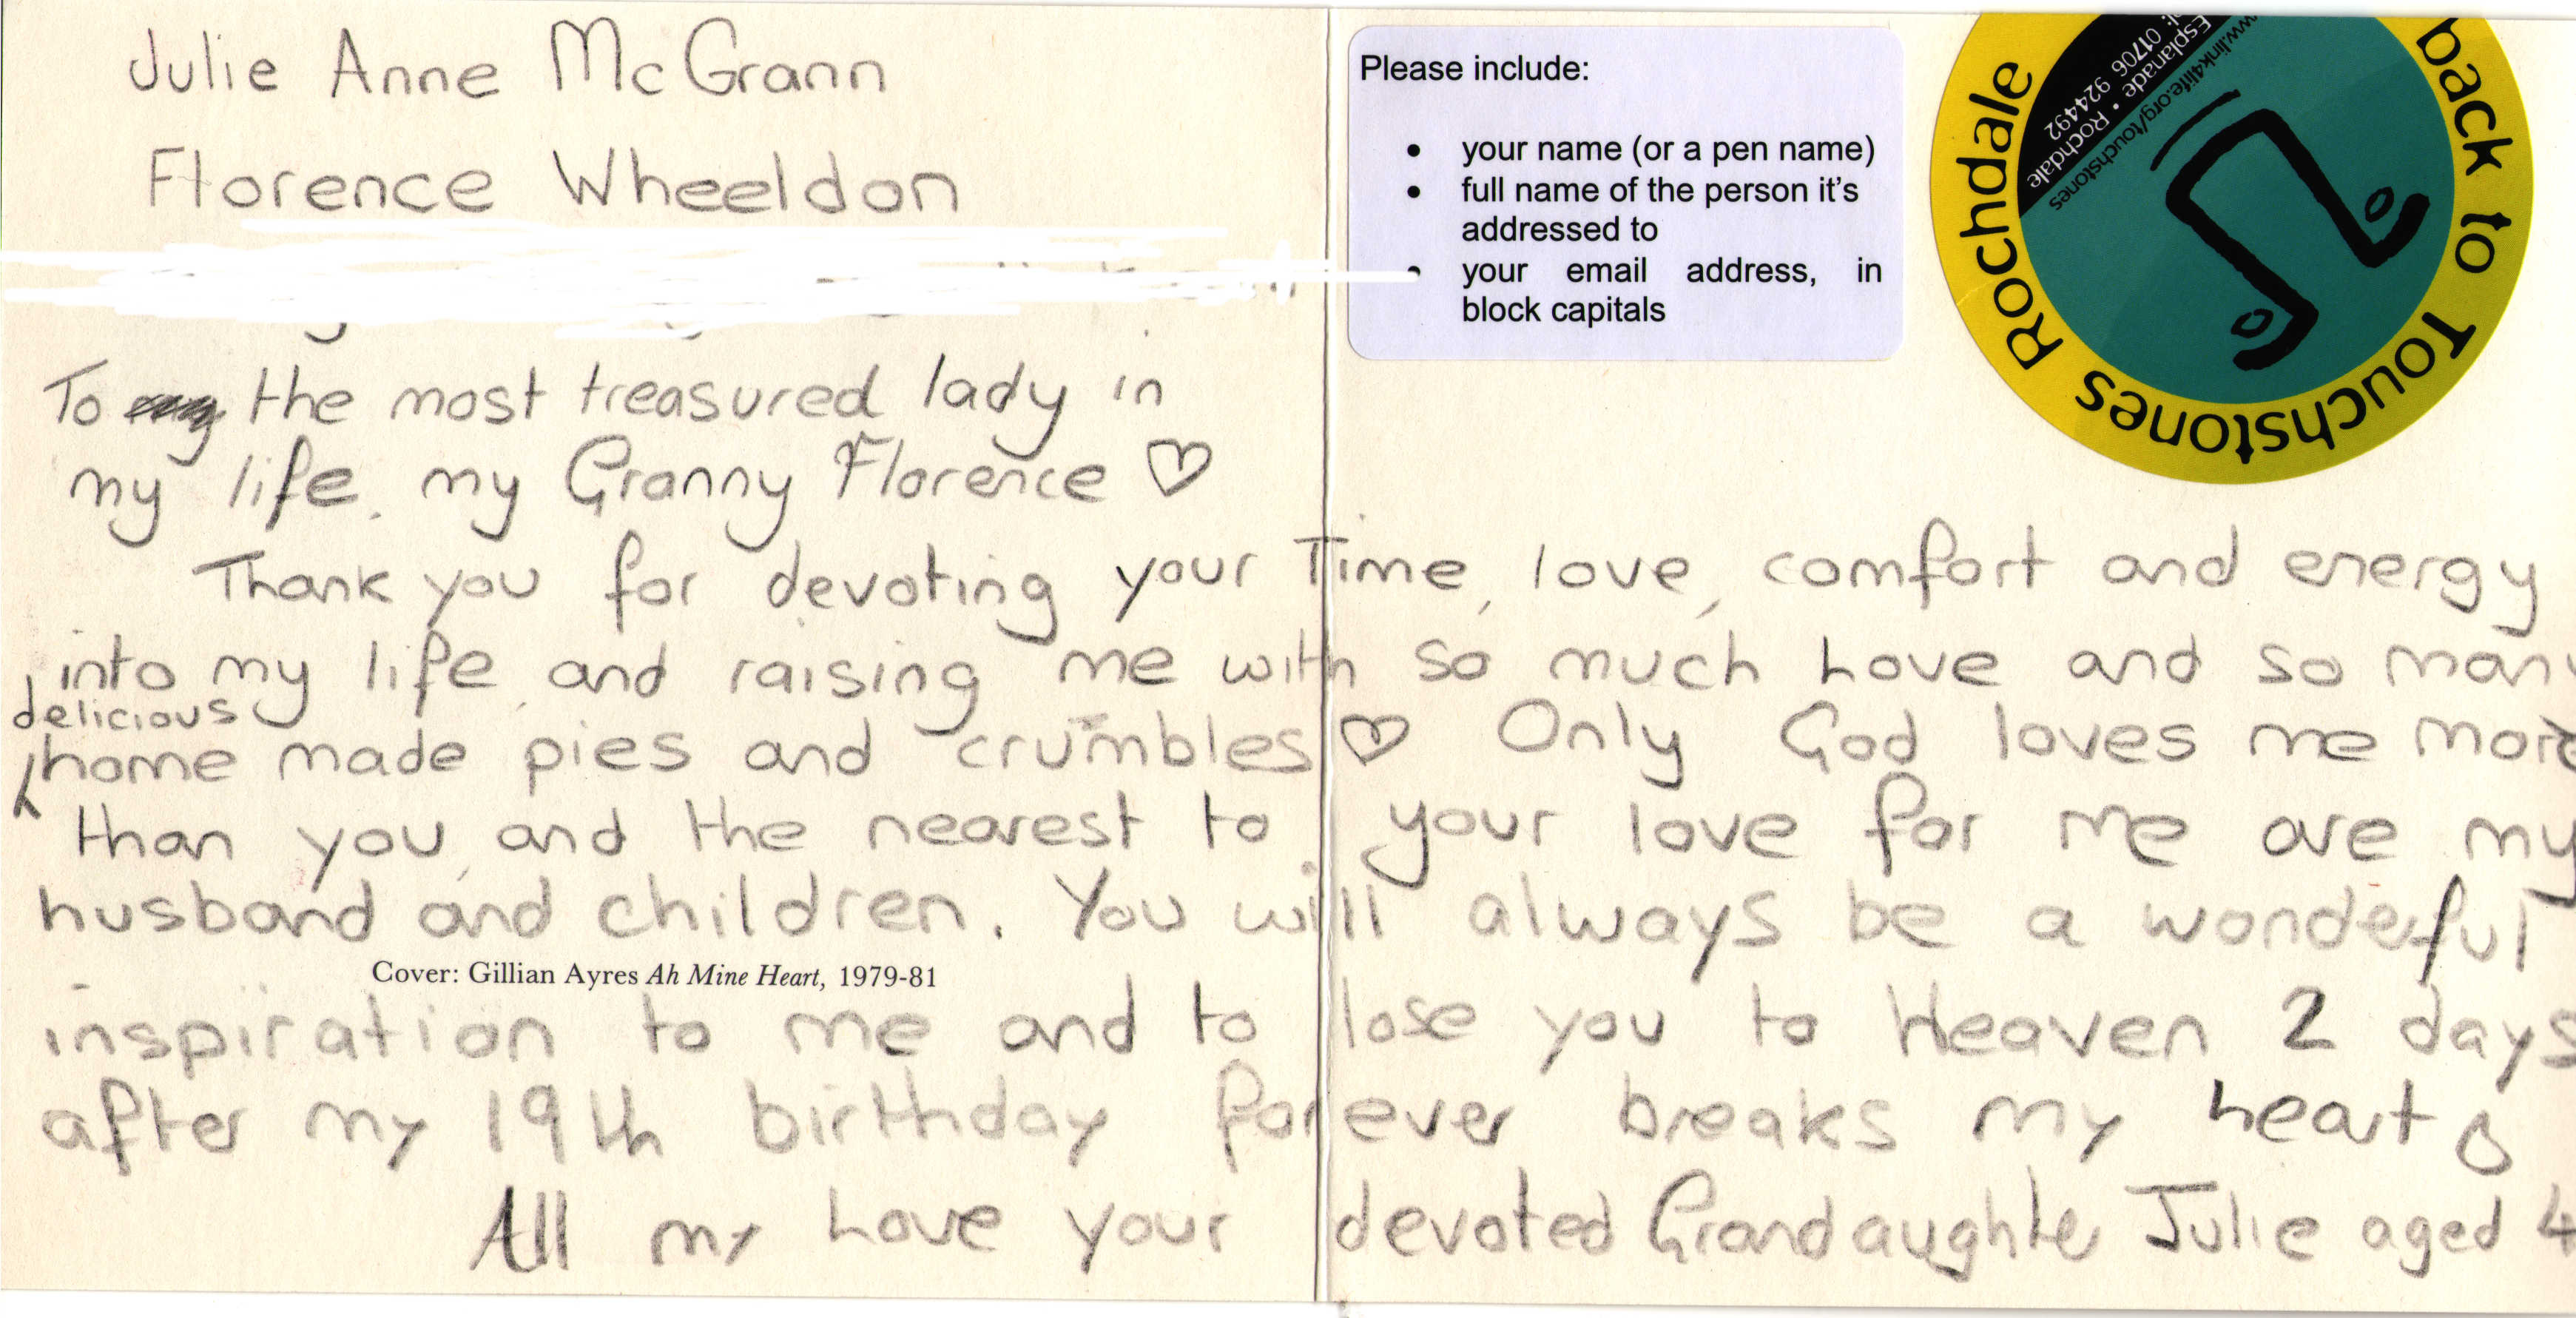 Julie Anne McGrann
Florence Wheeldon
Please include:
• your name (or a pen name)
• full name of the person it's
addressed to
• your email address, in
block capitals
back to Touchstones Rochdale
Esplanade • Rochdale
01706 924492
www.link4life.org/touchstones
To my the most treasured lady in
my life, my Granny Florence ♡
Thank you for devoting your Time, love, comfort and energy
into my life, and raising me with so much Love and so many
delicious
home made pies and crumbles ♡ Only God loves me more
than you, and the nearest to your love for me are my
husband and children. You will always be a wonderful
Cover: Gillian Ayres Ah Mine Heart, 1979-81
inspiration to me and to lose you to Heaven 2 days
after my 19th birthday forever breaks my heart
All my Love your devoted Grandaughter Julie aged 4